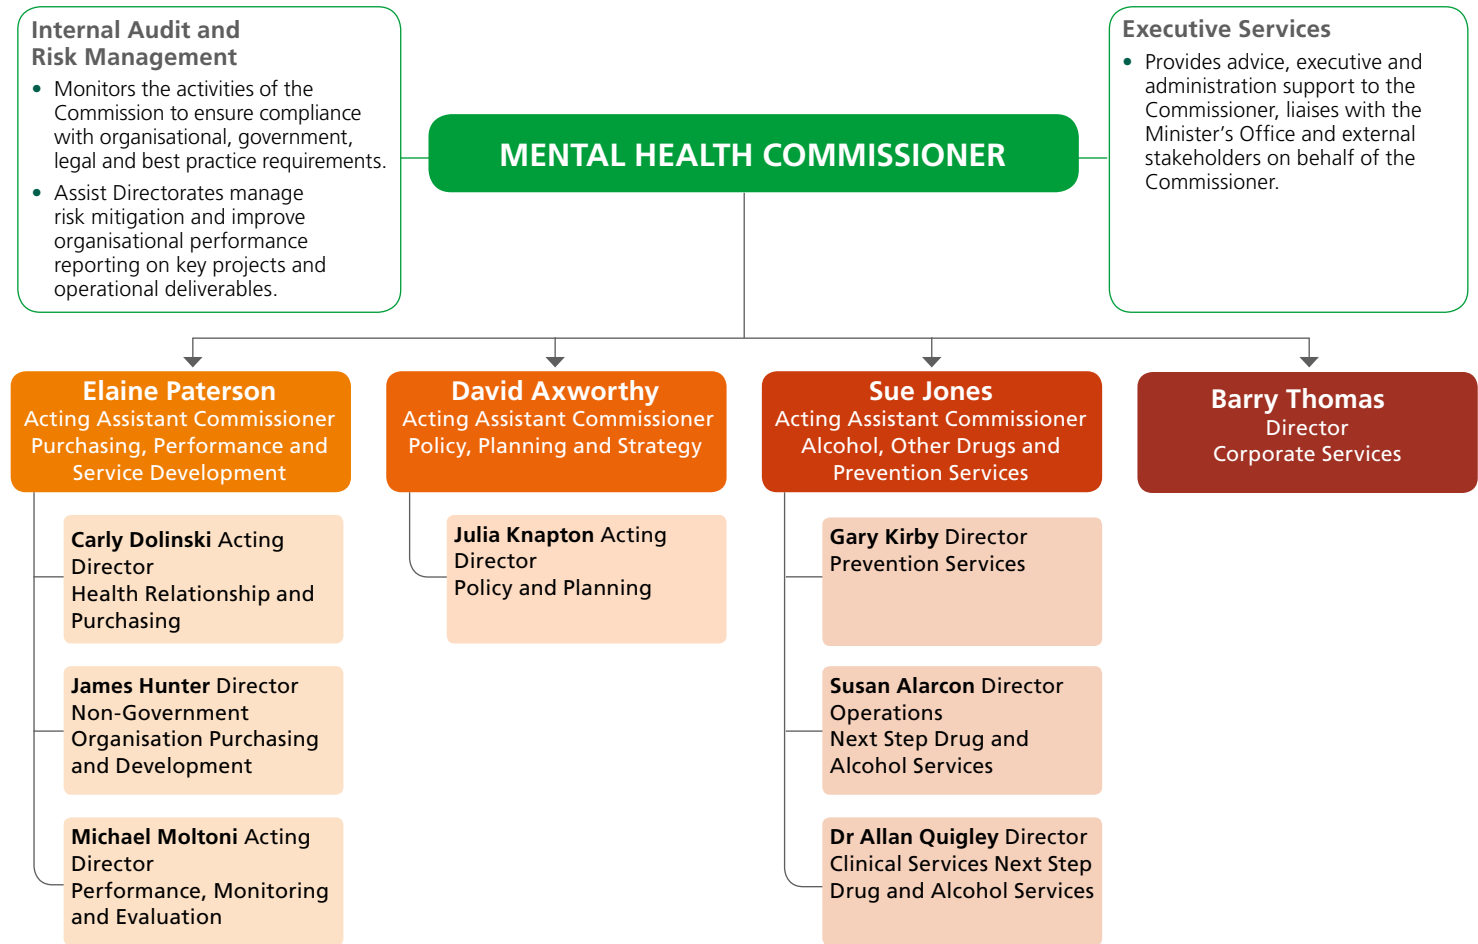 Internal Audit and
Risk Management
• Monitors the activities of the
Commission to ensure compliance
with organisational, government,
legal and best practice requirements.
• Assist Directorates manage
risk mitigation and improve
organisational performance
reporting on key projects and
operational deliverables.
MENTAL HEALTH COMMISSIONER
Executive Services
• Provides advice, executive and
administration support to the
Commissioner, liaises with the
Minister’s Office and external
stakeholders on behalf of the
Commissioner.
Elaine Paterson
Acting Assistant Commissioner
Purchasing, Performance and
Service Development
Carly Dolinski Acting
Director
Health Relationship and
Purchasing
James Hunter Director
Non-Government
Organisation Purchasing
and Development
Michael Moltoni Acting
Director
Performance, Monitoring
and Evaluation
David Axworthy
Acting Assistant Commissioner
Policy, Planning and Strategy
Julia Knapton Acting
Director
Policy and Planning
Sue Jones
Acting Assistant Commissioner
Alcohol, Other Drugs and
Prevention Services
Gary Kirby Director
Prevention Services
Susan Alarcon Director
Operations
Next Step Drug and
Alcohol Services
Dr Allan Quigley Director
Clinical Services Next Step
Drug and Alcohol Services
Barry Thomas
Director
Corporate Services